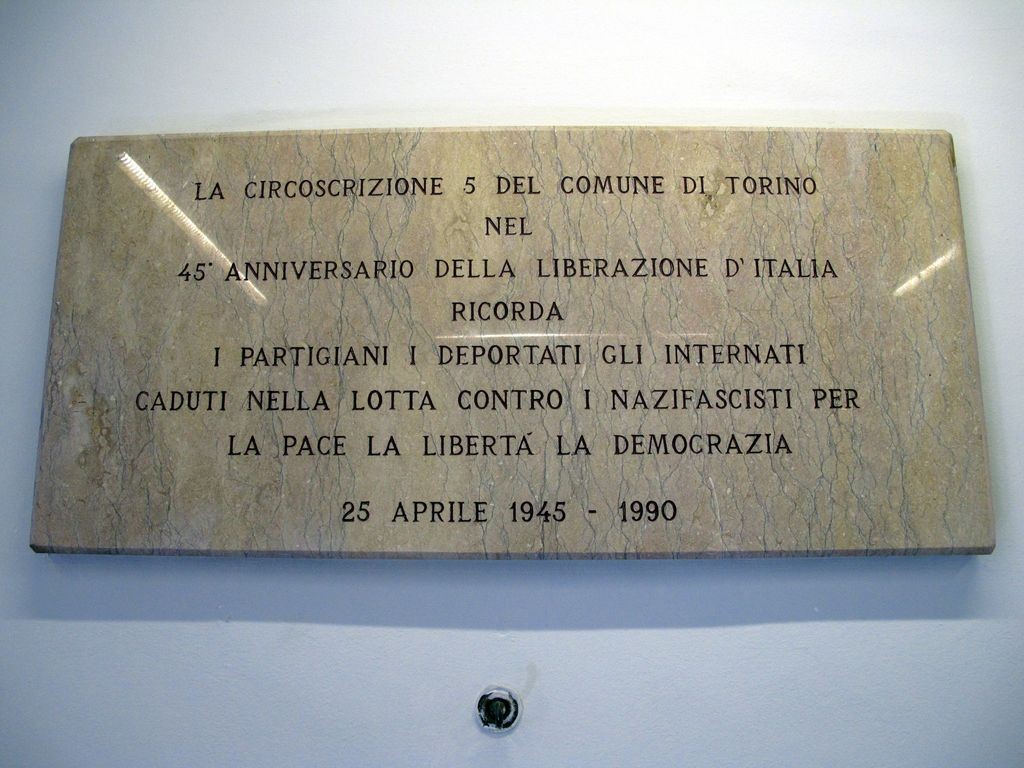 LA CIRCOSCRIZIONE 5 DEL COMUNE DI TORINO
NEL
45° ANNIVERSARIO DELLA LIBERAZIONE D'ITALIA
RICORDA
I PARTIGIANI I DEPORTATI GLI INTERNATI
CADUTI NELLA LOTTA CONTRO I NAZIFASCISTI PER
LA PACE LA LIBERTÁ LA DEMOCRAZIA
25 APRILE 1945 - 1990